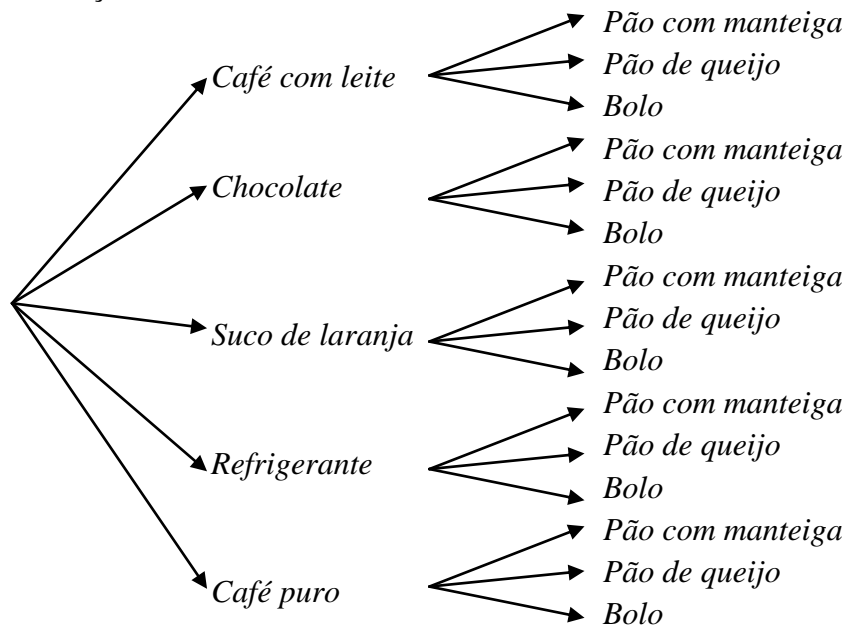 Pão com manteiga
Café com leite
Pão de queijo
Bolo
Pão com manteiga
Chocolate
Pão de queijo
Bolo
Pão com manteiga
Suco de laranja
Pão de queijo
Bolo
Pão com manteiga
Refrigerante
Pão de queijo
Bolo
Pão com manteiga
Café puro
Pão de queijo
Bolo